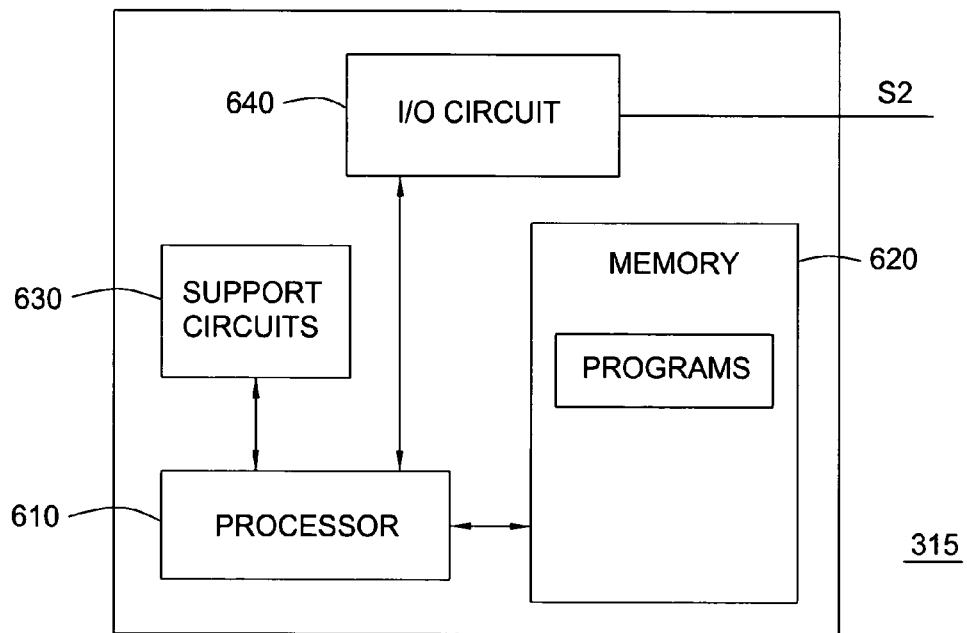 640
I/O CIRCUIT
S2
630
SUPPORT
CIRCUITS
MEMORY
620
PROGRAMS
610
PROCESSOR
315